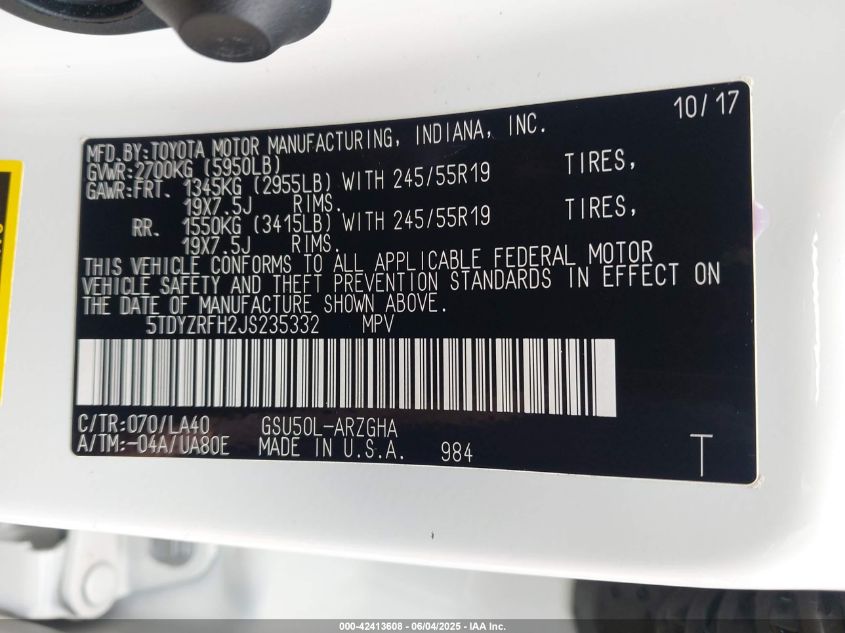 10/17
MFD.BY:TOYOTA MOTOR MANUFACTURING, INDIANA, INC.
GVWR:2700KG (5950LB)
GAWR:FRT. 1345KG (2955LB) WITH 245/55R19 TIRES,
19X7.5J RIMS.
RR. 1550KG (3415LB) WITH 245/55R19 TIRES,
19X7.5J RIMS.
THIS VEHICLE CONFORMS TO ALL APPLICABLE FEDERAL MOTOR
VEHICLE SAFETY AND THEFT PREVENTION STANDARDS IN EFFECT ON
THE DATE OF MANUFACTURE SHOWN ABOVE.
5TDYZRFH2JS235332 MPV
C/TR:070/LA40 GSU50L-ARZGHA
A/TM:-04A/UA80E MADE IN U.S.A. 984
T
000-42413608 - 06/04/2025 - IAA Inc.